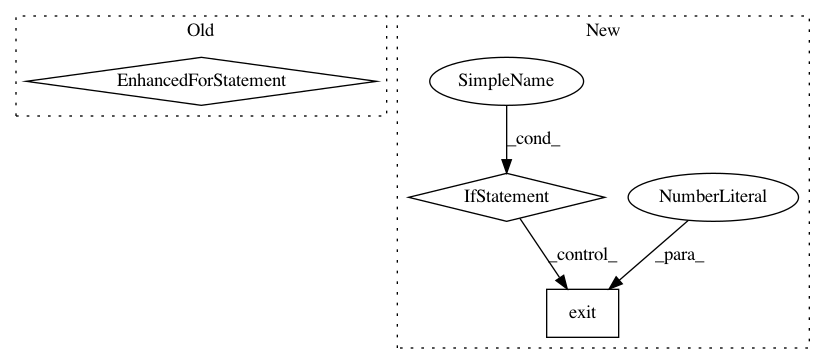 Old
New
EnhancedForStatement
SimpleName
_cond_
IfStatement
NumberLiteral
_control_
_para_
exit